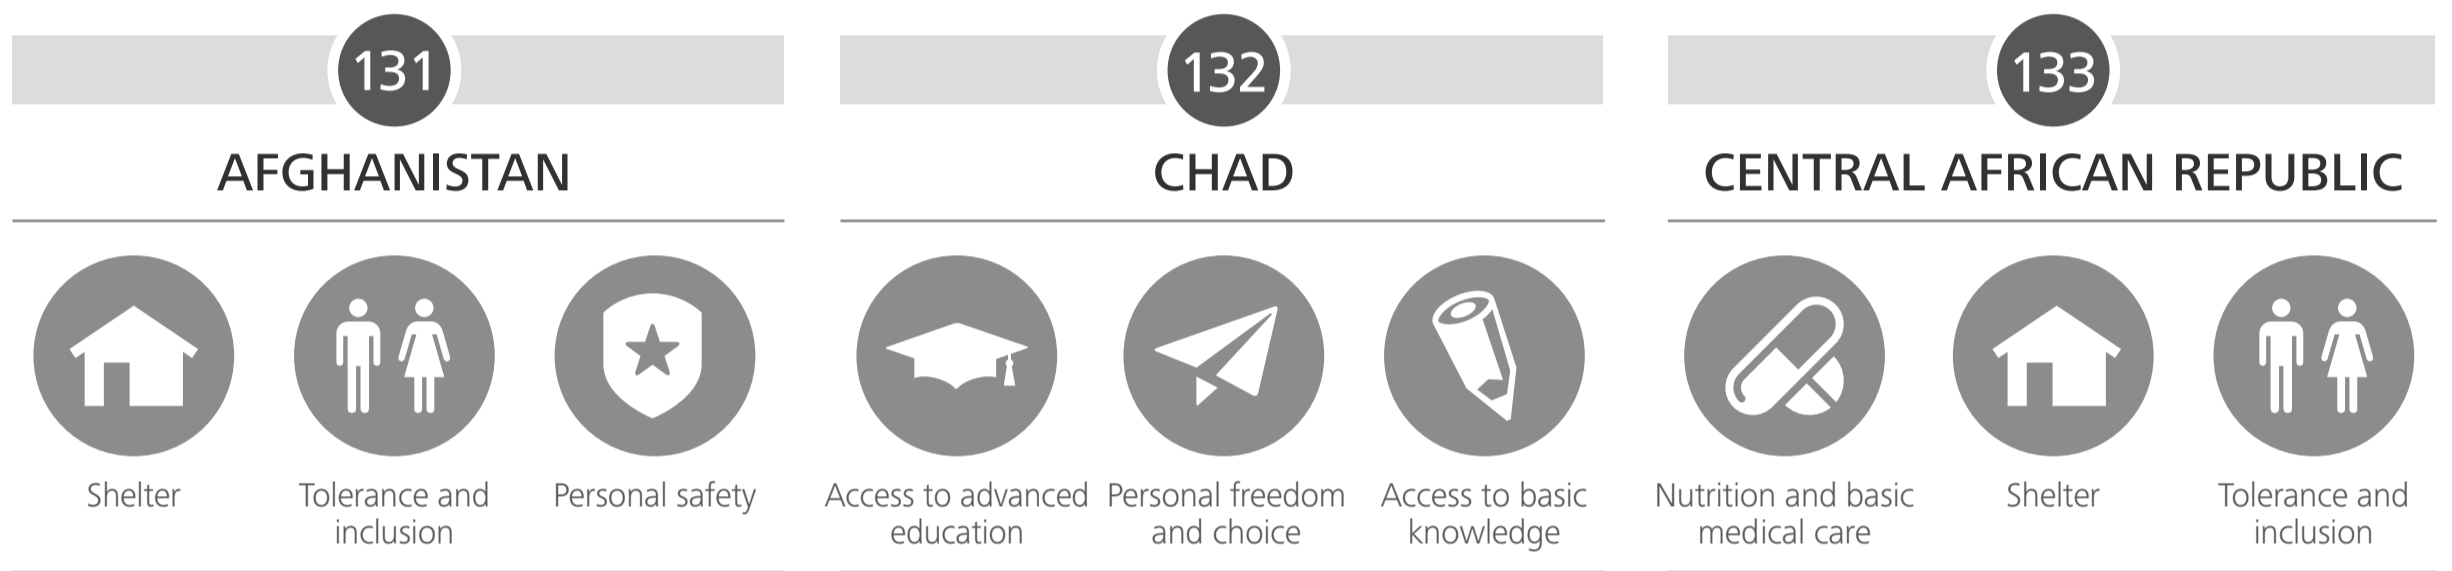 131
AFGHANISTAN
Shelter
Tolerance and
inclusion
Personal safety
132
CHAD
Access to advanced
education
Personal freedom
and choice
Access to basic
knowledge
133
CENTRAL AFRICAN REPUBLIC
Nutrition and basic
medical care
Shelter
Tolerance and
inclusion